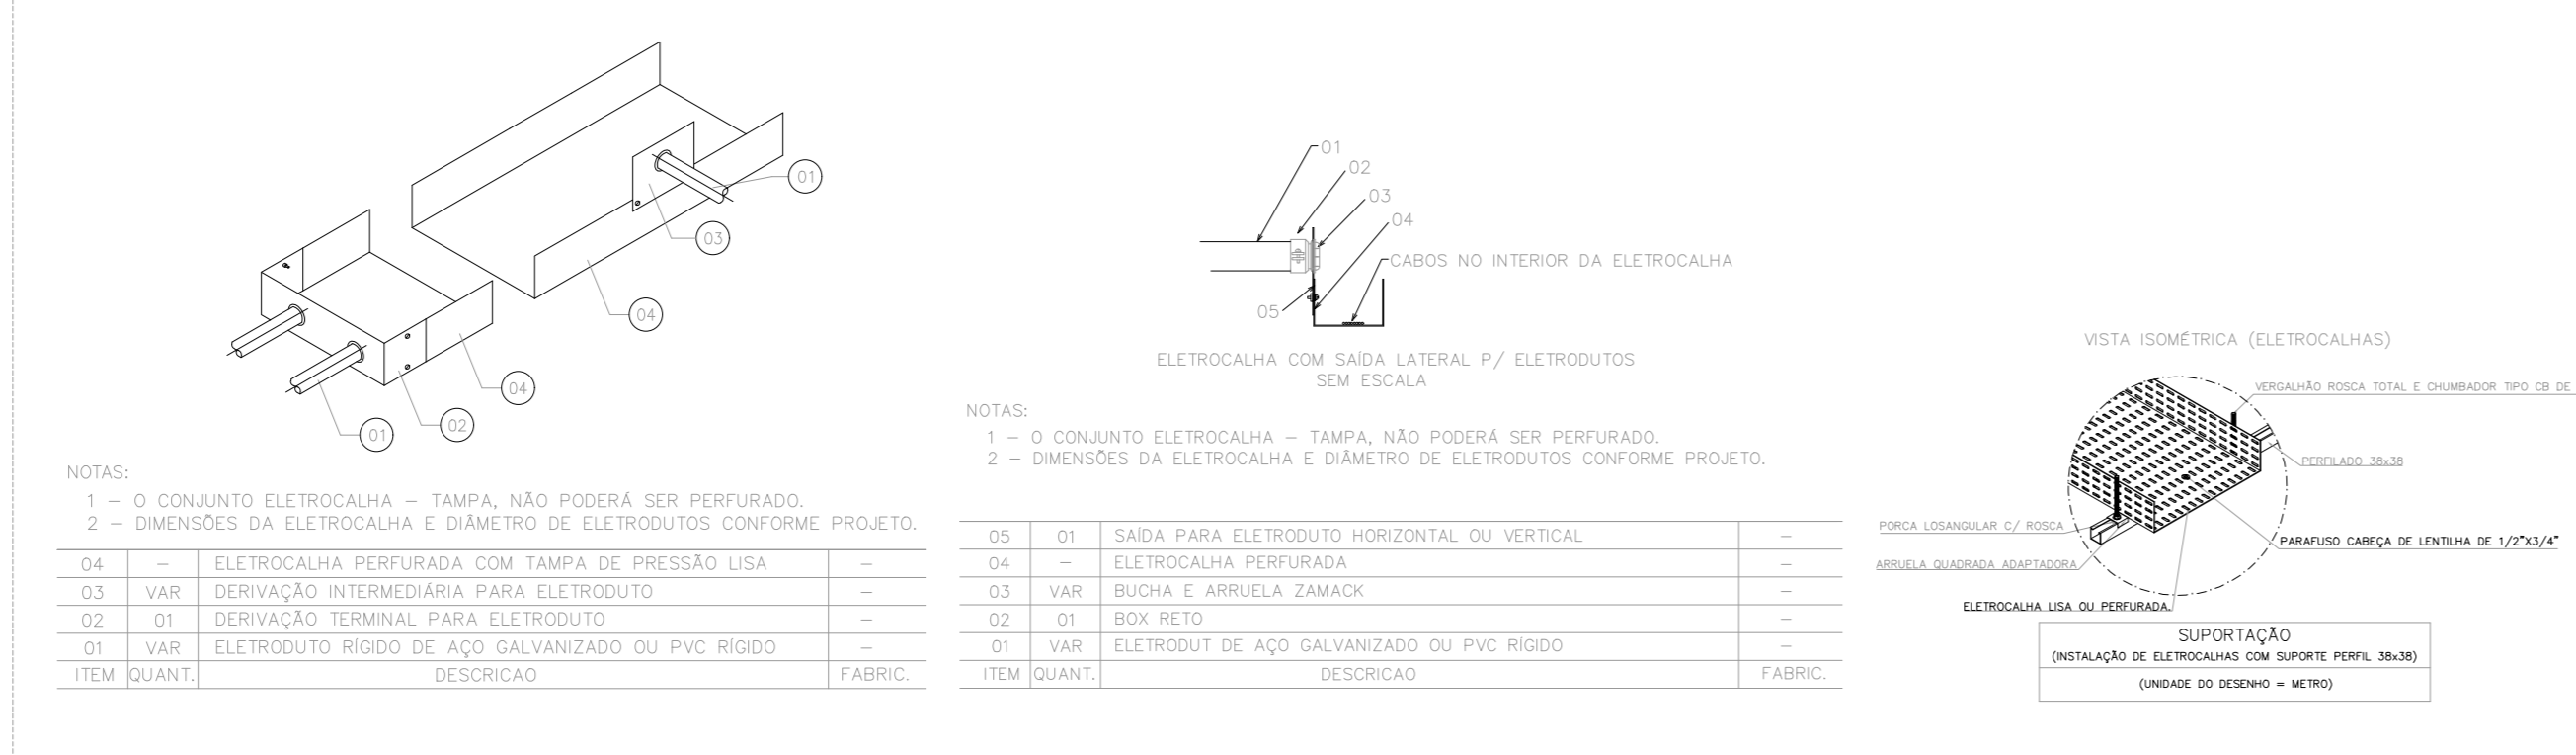 01
03
04
04
02
01
NOTAS:
1 – O CONJUNTO ELETROCALHA – TAMPA, NÃO PODERÁ SER PERFURADO.
2 – DIMENSÕES DA ELETROCALHA E DIÂMETRO DE ELETRODUTOS CONFORME PROJETO.
04 – ELETROCALHA PERFURADA COM TAMPA DE PRESSÃO LISA –
03 VAR DERIVAÇÃO INTERMEDIÁRIA PARA ELETRODUTO –
02 01 DERIVAÇÃO TERMINAL PARA ELETRODUTO –
01 VAR ELETRODUTO RÍGIDO DE AÇO GALVANIZADO OU PVC RÍGIDO –
ITEM QUANT. DESCRICAO FABRIC.
01
02
03
04
CABOS NO INTERIOR DA ELETROCALHA
05
ELETROCALHA COM SAÍDA LATERAL P/ ELETRODUTOS
SEM ESCALA
NOTAS:
1 – O CONJUNTO ELETROCALHA – TAMPA, NÃO PODERÁ SER PERFURADO.
2 – DIMENSÕES DA ELETROCALHA E DIÂMETRO DE ELETRODUTOS CONFORME PROJETO.
05 01 SAÍDA PARA ELETRODUTO HORIZONTAL OU VERTICAL –
04 – ELETROCALHA PERFURADA –
03 VAR BUCHA E ARRUELA ZAMACK –
02 01 BOX RETO –
01 VAR ELETRODUT DE AÇO GALVANIZADO OU PVC RÍGIDO –
ITEM QUANT. DESCRICAO FABRIC.
VISTA ISOMÉTRICA (ELETROCALHAS)
VERGALHÃO ROSCA TOTAL E CHUMBADOR TIPO CB DE
PERFILADO 38x38
PORCA LOSANGULAR C/ ROSCA
PARAFUSO CABEÇA DE LENTILHA DE 1/2"X3/4"
ARRUELA QUADRADA ADAPTADORA
ELETROCALHA LISA OU PERFURADA.
SUPORTAÇÃO
(INSTALAÇÃO DE ELETROCALHAS COM SUPORTE PERFIL 38x38)
(UNIDADE DO DESENHO = METRO)